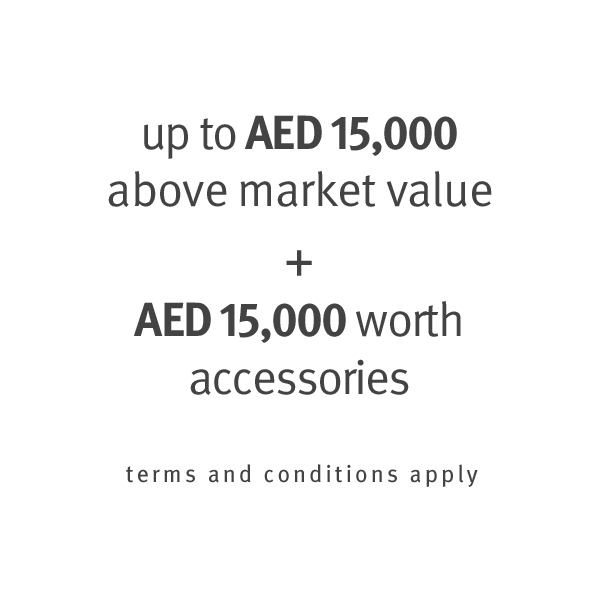 up to AED 15,000
above market value
+
AED 15,000 worth
accessories
terms and conditions apply